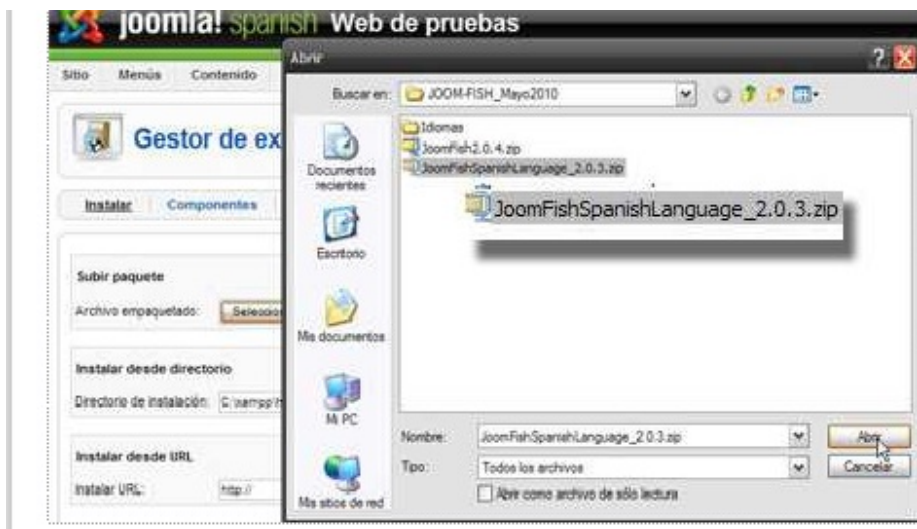 joomla! spanish Web de pruebas
Abrir
Sitio Menús Contenido
Buscar en: JOOM-FISH_Mayo2010
Gestor de ex
Idiomas
JoomFish2.0.4.zip
JoomFishSpanishLanguage_2.0.3.zip
JoomFishSpanishLanguage_2.0.3.zip
Documentos recientes
Instalar Componentes
Escritorio
Subir paquete
Archivo empaquetado: Seleccio
Mis documentos
Instalar desde directorio
Directorio de instalación: C:\xampp\h
Mi PC
Nombre: JoomFishSpanishLanguage_2.0.3.zip Abrir
Instalar desde URL
Tipo: Todos los archivos Cancelar
Instalar URL: http://
Abrir como archivo de sólo lectura
Mis sitios de red